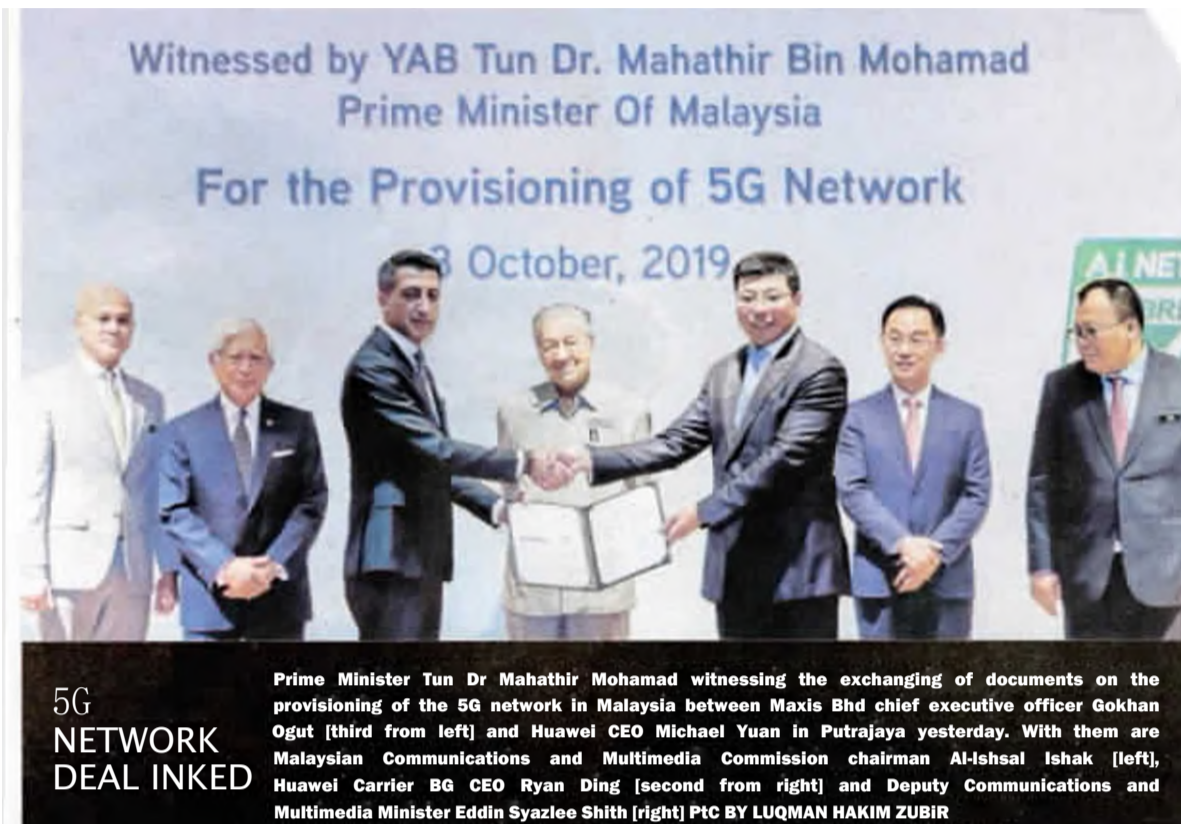 Witnessed by YAB Tun Dr. Mahathir Bin Mohamad
Prime Minister Of Malaysia
For the Provisioning of 5G Network
3 October, 2019
A.I NE
BR
5G
NETWORK
DEAL INKED
Prime Minister Tun Dr Mahathir Mohamad witnessing the exchanging of documents on the
provisioning of the 5G network in Malaysia between Maxis Bhd chief executive officer Gokhan
Ogut [third from left] and Huawei CEO Michael Yuan in Putrajaya yesterday. With them are
Malaysian Communications and Multimedia Commission chairman Al-Ishsal Ishak [left],
Huawei Carrier BG CEO Ryan Ding [second from right] and Deputy Communications and
Multimedia Minister Eddin Syazlee Shith [right] PtC BY LUQMAN HAKIM ZUBiR